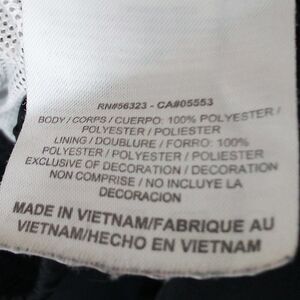 RN#56323 - CA#05553
BODY / CORPS / CUERPO: 100% POLYESTER /
POLYESTER / POLIESTER
LINING / DOUBLURE / FORRO: 100%
POLYESTER / POLYESTER / POLIESTER
EXCLUSIVE OF DECORATION / DECORATION
NON COMPRISE / NO INCLUYE LA
DECORACION
MADE IN VIETNAM/FABRIQUE AU
VIETNAM/HECHO EN VIETNAM